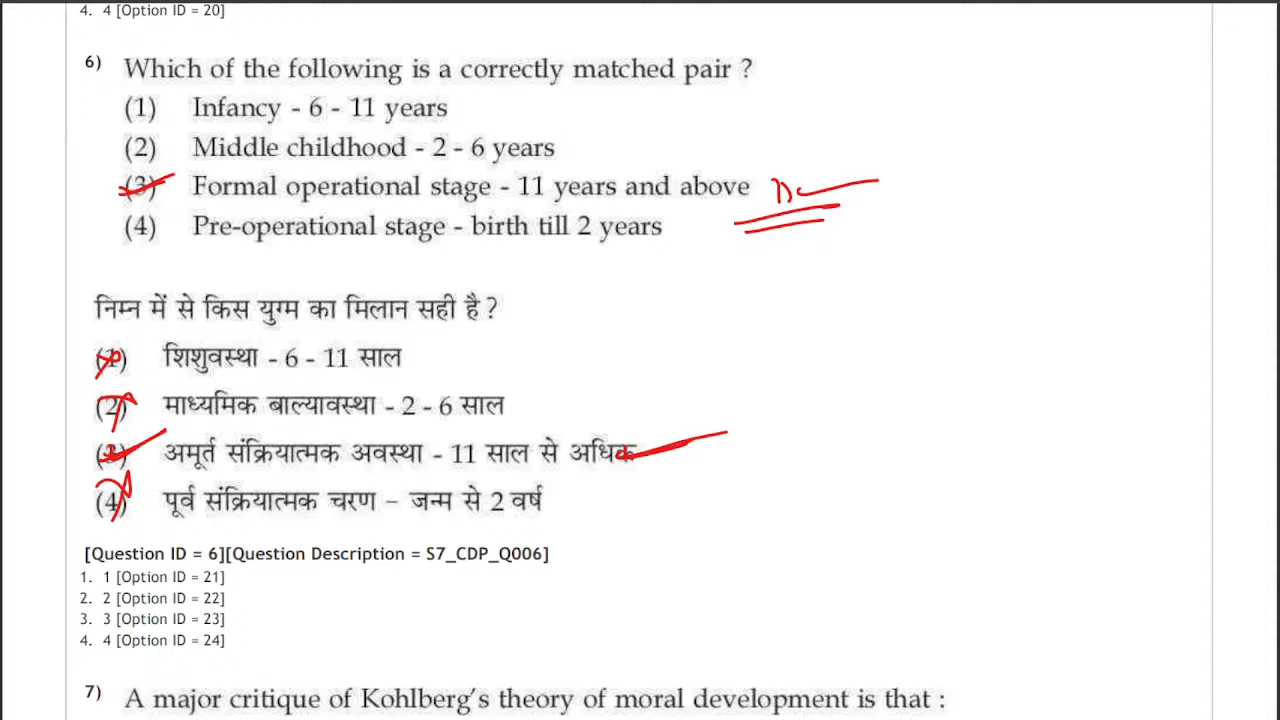 4. 4 [Option ID = 20]
6) Which of the following is a correctly matched pair ?
(1) Infancy - 6 - 11 years
(2) Middle childhood - 2 - 6 years
(3) Formal operational stage - 11 years and above
(4) Pre-operational stage - birth till 2 years
निम्न में से किस युग्म का मिलान सही है ?
(1) शिशुवस्था - 6 - 11 साल
(2) माध्यमिक बाल्यावस्था - 2 - 6 साल
(3) अमूर्त संक्रियात्मक अवस्था - 11 साल से अधिक
(4) पूर्व संक्रियात्मक चरण – जन्म से 2 वर्ष
[Question ID = 6][Question Description = S7_CDP_Q006]
1. 1 [Option ID = 21]
2. 2 [Option ID = 22]
3. 3 [Option ID = 23]
4. 4 [Option ID = 24]
7) A major critique of Kohlberg's theory of moral development is that :